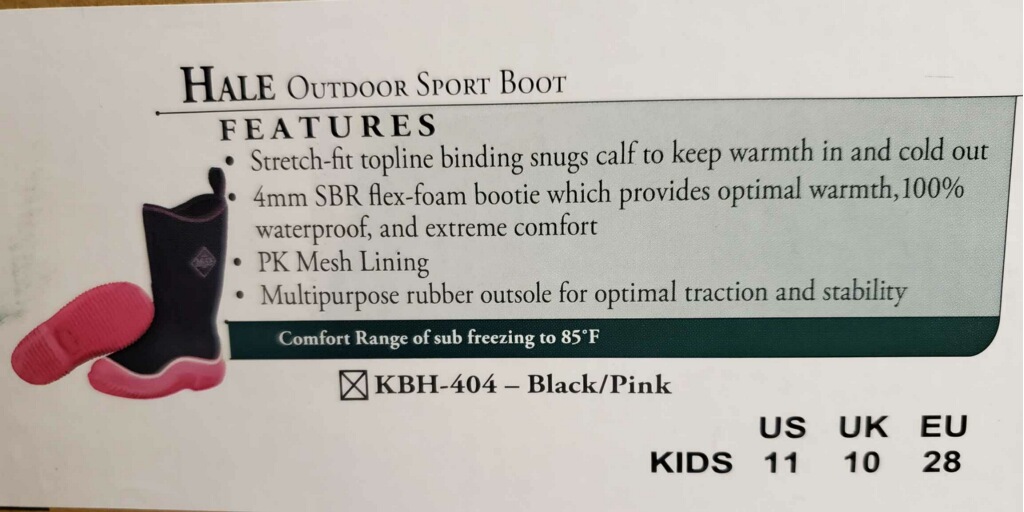 HALE OUTDOOR SPORT BOOT
FEATURES
• Stretch-fit topline binding snugs calf to keep warmth in and cold out
• 4mm SBR flex-foam bootie which provides optimal warmth,100%
waterproof, and extreme comfort
• PK Mesh Lining
• Multipurpose rubber outsole for optimal traction and stability
Comfort Range of sub freezing to 85°F
☒ KBH-404 – Black/Pink
US UK EU
KIDS 11 10 28